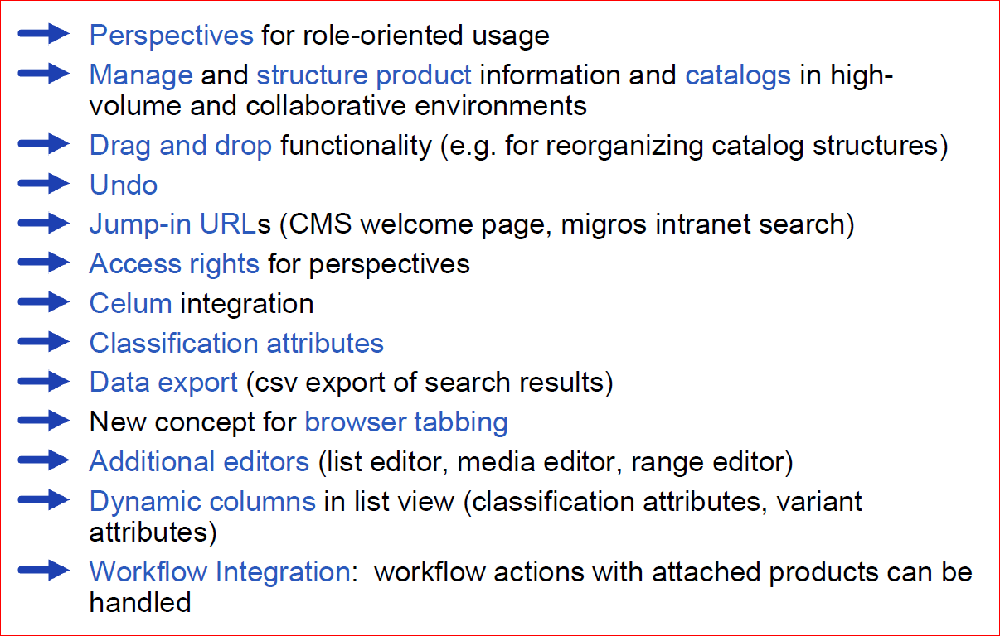 Perspectives for role-oriented usage
Manage and structure product information and catalogs in high-
volume and collaborative environments
Drag and drop functionality (e.g. for reorganizing catalog structures)
Undo
Jump-in URLs (CMS welcome page, migros intranet search)
Access rights for perspectives
Celum integration
Classification attributes
Data export (csv export of search results)
New concept for browser tabbing
Additional editors (list editor, media editor, range editor)
Dynamic columns in list view (classification attributes, variant
attributes)
Workflow Integration:  workflow actions with attached products can be
handled